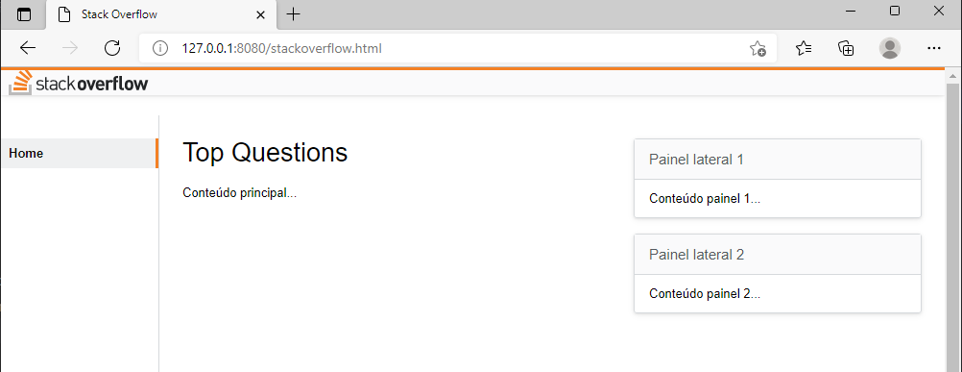 Stack Overflow
127.0.0.1:8080/stackoverflow.html
stackoverflow
Home
Top Questions
Conteúdo principal...
Painel lateral 1
Conteúdo painel 1...
Painel lateral 2
Conteúdo painel 2...